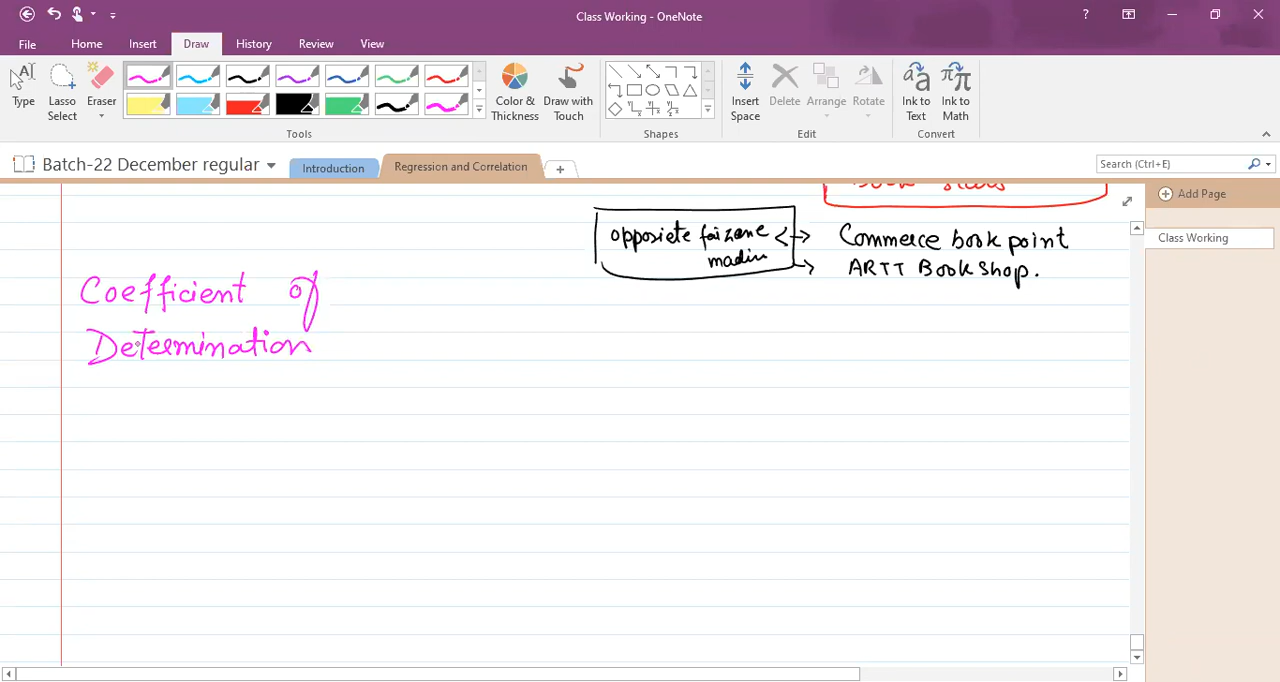 Class Working - OneNote
File Home Insert Draw History Review View
Type
Lasso Select
Eraser
Color & Thickness
Draw with Touch
Insert Space
Delete
Arrange
Rotate
Ink to Text
Ink to Math
Tools
Shapes
Edit
Convert
Batch-22 December regular
Introduction
Regression and Correlation
Search (Ctrl+E)
Add Page
Class Working
Book
opposiete faizane
madin
Commerce book point
ARTT Book Shop.
Coefficient of
Determination